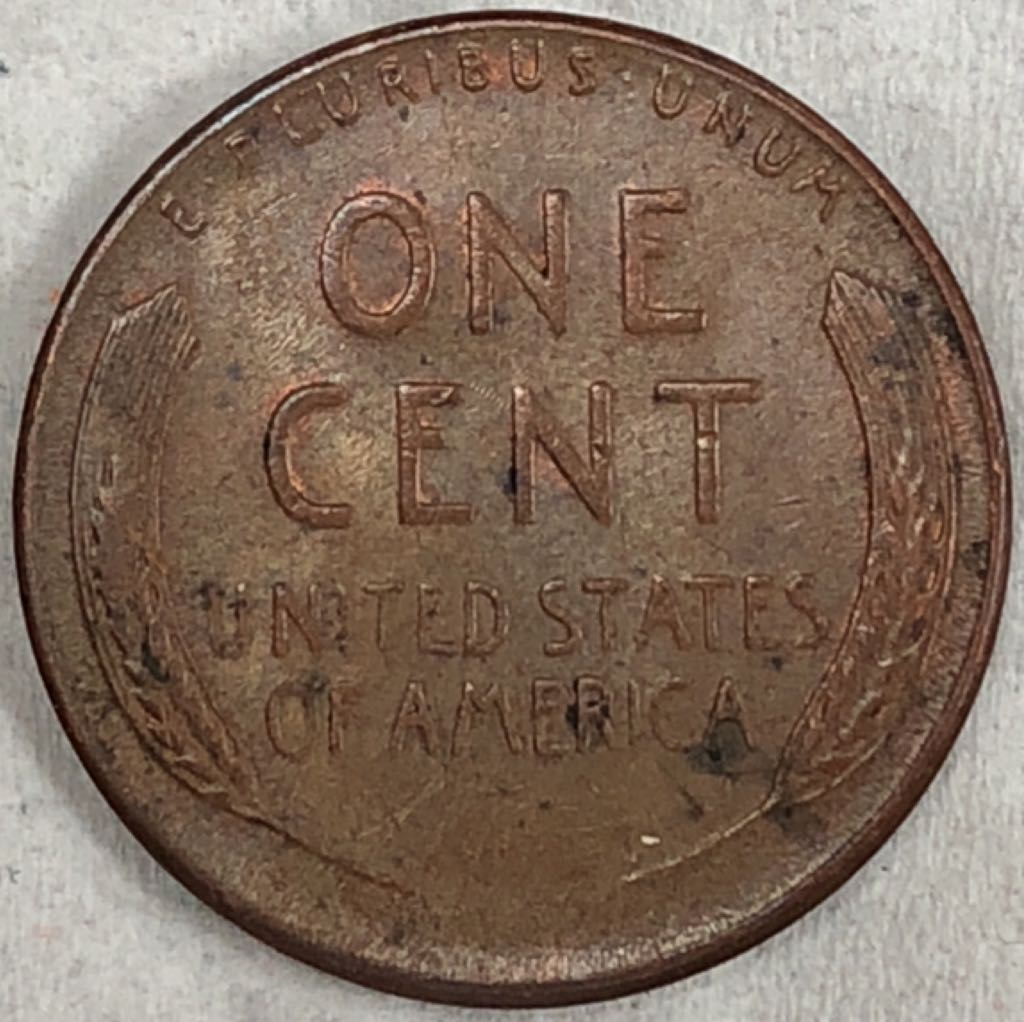 E·PLURIBUS·UNUM
ONE
CENT
UNITED STATES
OF AMERICA